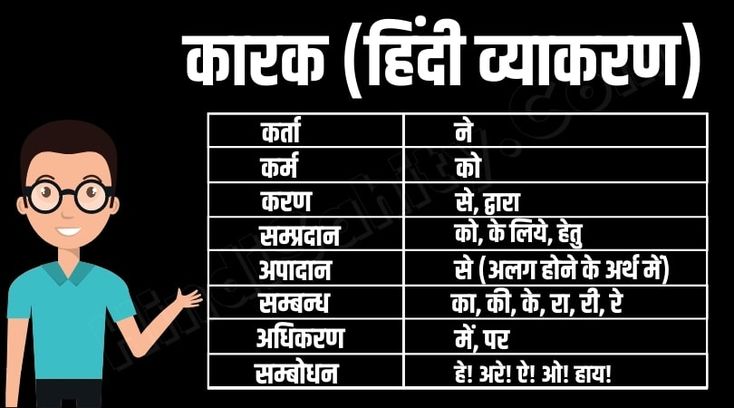 कारक (हिंदी व्याकरण)
कर्ता ने
कर्म को
करण से, द्वारा
सम्प्रदान को, के लिये, हेतु
अपादान से (अलग होने के अर्थ में)
सम्बन्ध का, की, के, रा, री, रे
अधिकरण में, पर
सम्बोधन हे! अरे! ऐ! ओ! हाय!